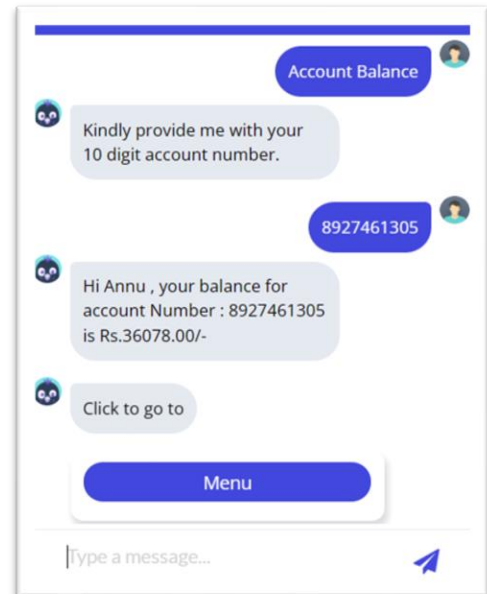 Account Balance
Kindly provide me with your
10 digit account number.
8927461305
Hi Annu , your balance for
account Number : 8927461305
is Rs.36078.00/-
Click to go to
Menu
Type a message...